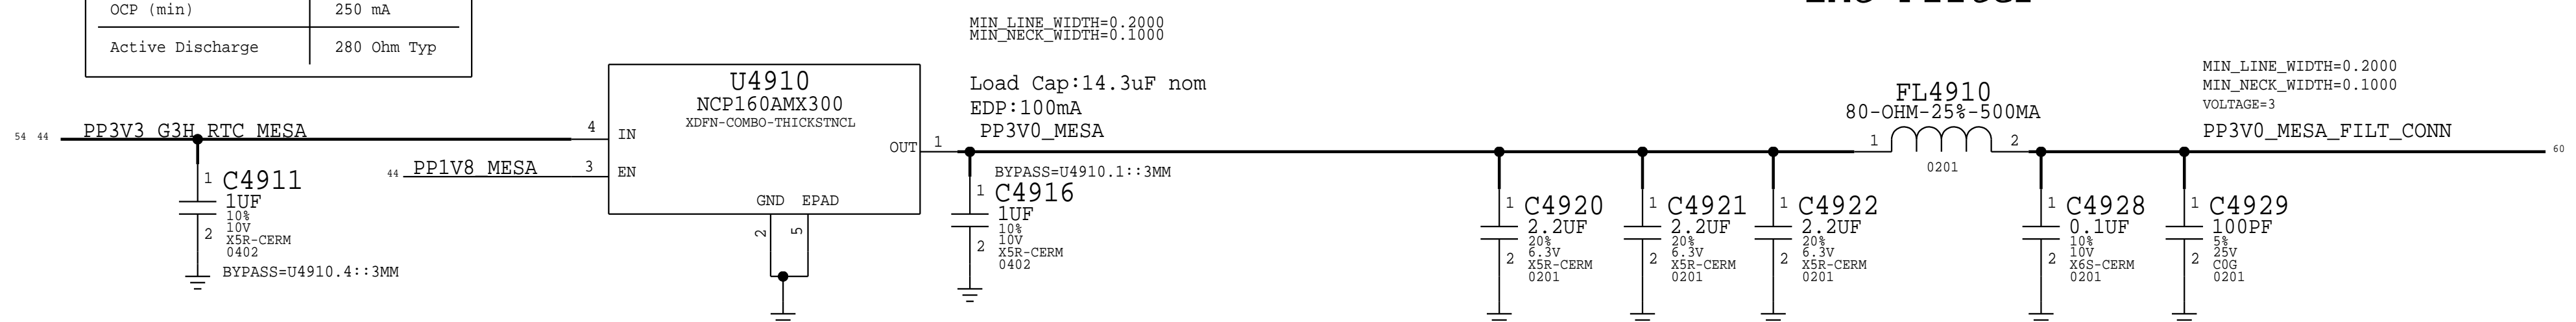 OCP (min) 250 mA
Active Discharge 280 Ohm Typ
54 44 PP3V3_G3H_RTC_MESA
C4911
1
1UF
10%
10V
2
X5R-CERM
0402
BYPASS=U4910.4::3MM
44 PP1V8_MESA
U4910
NCP160AMX300
XDFN-COMBO-THICKSTNCL
4 IN
3 EN
OUT 1
GND EPAD
2 5
MIN_LINE_WIDTH=0.2000
MIN_NECK_WIDTH=0.1000
Load Cap:14.3uF nom
EDP:100mA
PP3V0_MESA
BYPASS=U4910.1::3MM
1 C4916
1UF
10%
10V
2 X5R-CERM
0402
1 C4920
2.2UF
20%
6.3V
2 X5R-CERM
0201
1 C4921
2.2UF
20%
6.3V
2 X5R-CERM
0201
1 C4922
2.2UF
20%
6.3V
2 X5R-CERM
0201
FL4910
80-OHM-25%-500MA
1 2
0201
MIN_LINE_WIDTH=0.2000
MIN_NECK_WIDTH=0.1000
VOLTAGE=3
PP3V0_MESA_FILT_CONN 60
1 C4928
0.1UF
10%
10V
2 X6S-CERM
0201
1 C4929
100PF
5%
25V
2 C0G
0201